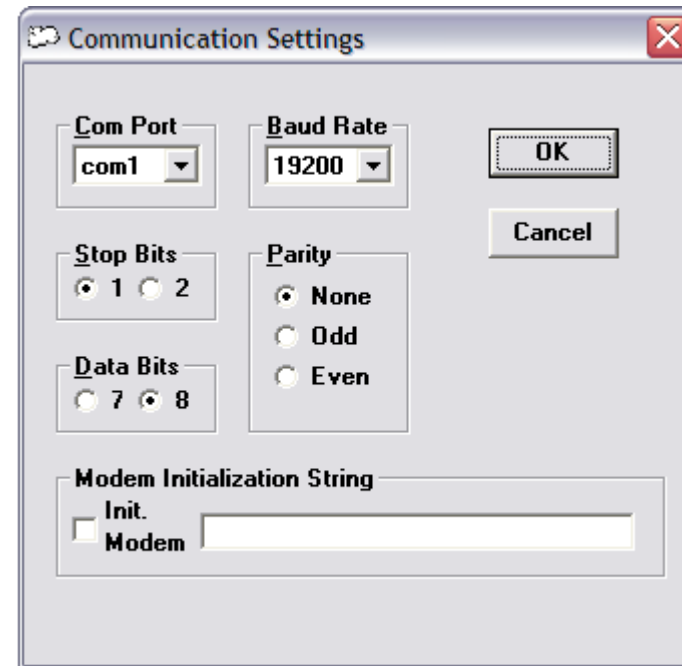 Communication Settings
Com Port
com1
Baud Rate
19200
OK
Cancel
Stop Bits
1 2
Parity
None
Odd
Even
Data Bits
7 8
Modem Initialization String
Init.
Modem